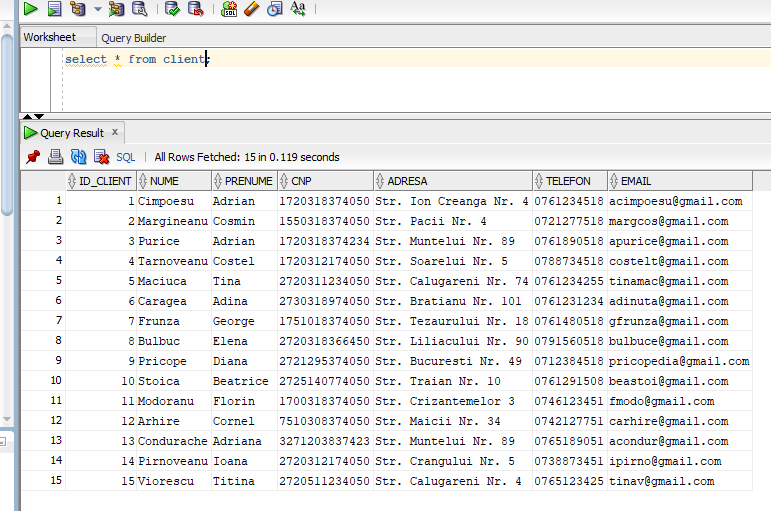 SQL
Aa
Worksheet Query Builder
select * from client;
Query Result x
SQL | All Rows Fetched: 15 in 0.119 seconds
ID_CLIENT NUME PRENUME CNP ADRESA TELEFON EMAIL
1 1 Cimpoesu Adrian 1720318374050 Str. Ion Creanga Nr. 4 0761234518 acimpoesu@gmail.com
2 2 Margineanu Cosmin 1550318374050 Str. Pacii Nr. 4 0721277518 margcos@gmail.com
3 3 Purice Adrian 1720318374234 Str. Muntelui Nr. 89 0761890518 apurice@gmail.com
4 4 Tarnoveanu Costel 1720312174050 Str. Soarelui Nr. 5 0788734518 costelt@gmail.com
5 5 Maciuca Tina 2720311234050 Str. Calugareni Nr. 74 0761234255 tinamac@gmail.com
6 6 Caragea Adina 2730318974050 Str. Bratianu Nr. 101 0761231234 adinuta@gmail.com
7 7 Frunza George 1751018374050 Str. Tezaurului Nr. 18 0761480518 gfrunza@gmail.com
8 8 Bulbuc Elena 2720318366450 Str. Liliacului Nr. 90 0791560518 bulbuce@gmail.com
9 9 Pricope Diana 2721295374050 Str. Bucuresti Nr. 49 0712384518 pricopedia@gmail.com
10 10 Stoica Beatrice 2725140774050 Str. Traian Nr. 10 0761291508 beastoi@gmail.com
11 11 Modoranu Florin 1700318374050 Str. Crizantemelor 3 0746123451 fmodo@gmail.com
12 12 Arhire Cornel 7510308374050 Str. Maicii Nr. 34 0742127751 carhire@gmail.com
13 13 Condurache Adriana 3271203837423 Str. Muntelui Nr. 89 0765189051 acondur@gmail.com
14 14 Pirnoveanu Ioana 2720312174050 Str. Crangului Nr. 5 0738873451 ipirno@gmail.com
15 15 Viorescu Titina 2720511234050 Str. Calugareni Nr. 4 0765123425 tinav@gmail.com